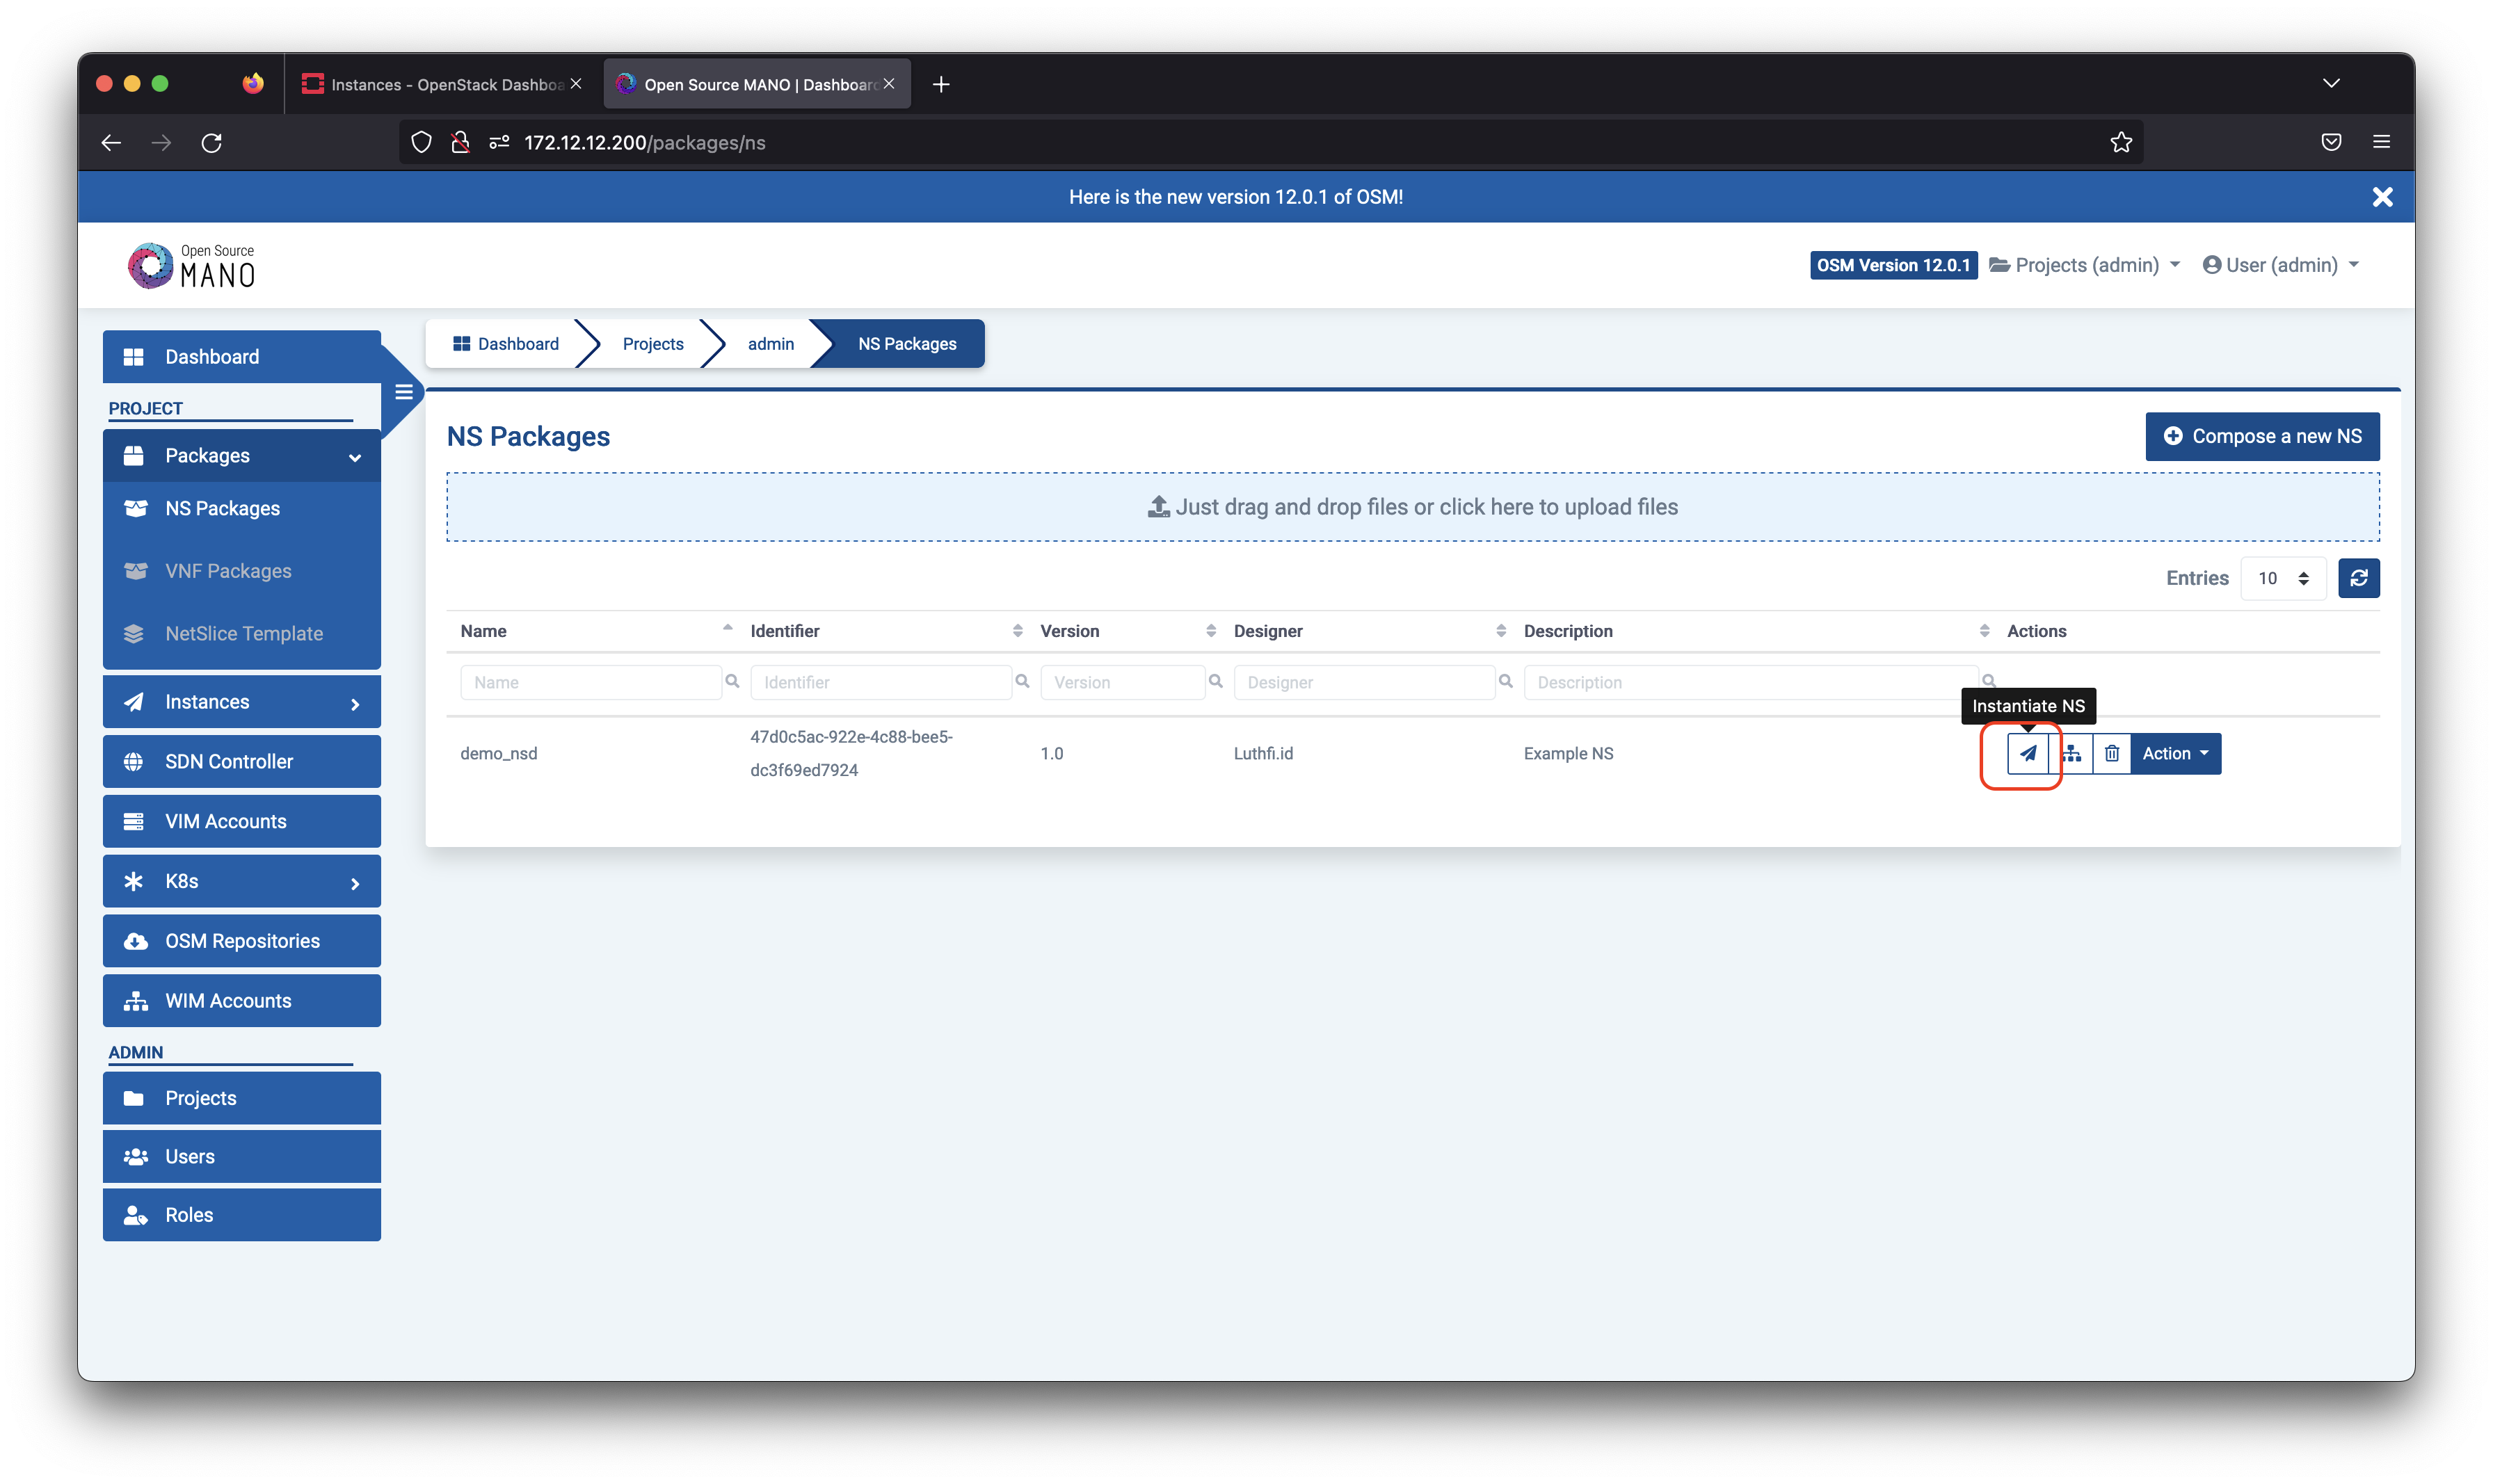 Instances - OpenStack Dashboa
Open Source MANO | Dashboard
172.12.12.200/packages/ns
Here is the new version 12.0.1 of OSM!
Open Source
MANO
OSM Version 12.0.1
Projects (admin)
User (admin)
Dashboard
PROJECT
Packages
NS Packages
VNF Packages
NetSlice Template
Instances
SDN Controller
VIM Accounts
K8s
OSM Repositories
WIM Accounts
ADMIN
Projects
Users
Roles
Dashboard
Projects
admin
NS Packages
NS Packages
Compose a new NS
Just drag and drop files or click here to upload files
Entries
10
Name
Identifier
Version
Designer
Description
Actions
Name
Identifier
Version
Designer
Description
Instantiate NS
demo_nsd
47d0c5ac-922e-4c88-bee5-
dc3f69ed7924
1.0
Luthfi.id
Example NS
Action